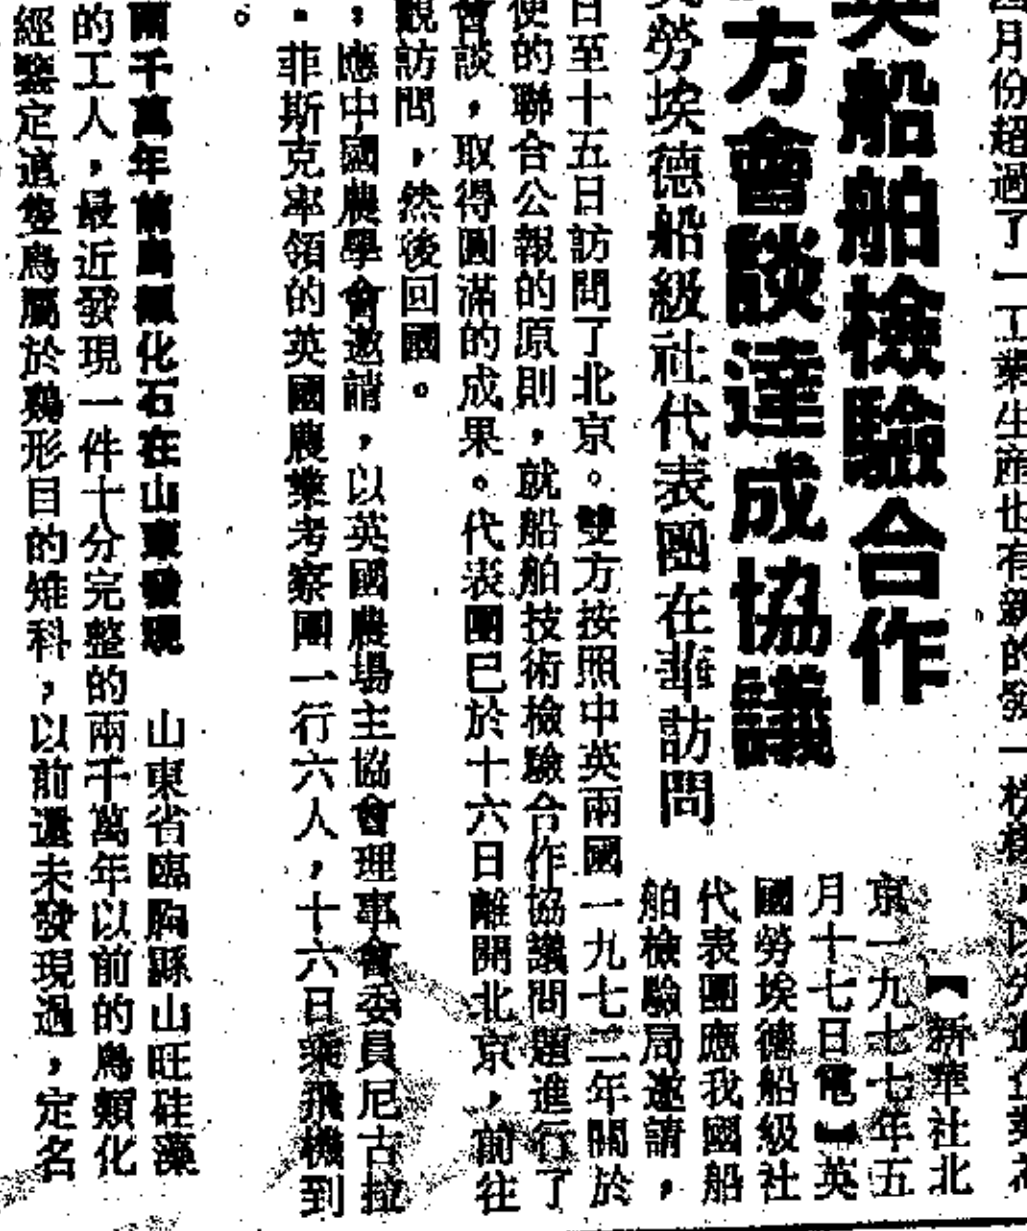 月份超過了一工業生產也有新的
英船舶檢驗合作
方會談達成協議
英勞埃德船級社代表團在華訪問
【新華社北
京一九七七年五
月十七日電】英
國勞埃德船級社
代表團應我國船
舶檢驗局邀請，
日至十五日訪問了北京。雙方按照中英兩國一九七二年關於
使的聯合公報的原則，就船舶技術檢驗合作協議問題進行了
會談，取得圓滿的成果。代表團已於十六日離開北京，前往
觀訪問，然後回國。
，應中國農學會邀請，以英國農場主協會理事會委員尼古拉
·菲斯克率領的英國農業考察團一行六人，十六日乘飛機到
。
兩千萬年前鳥類化石在山東發現　山東省臨朐縣山旺硅藻
的工人，最近發現一件十分完整的兩千萬年以前的鳥類化
經鑒定這隻鳥屬於鷄形目的雉科，以前還未發現過，定名